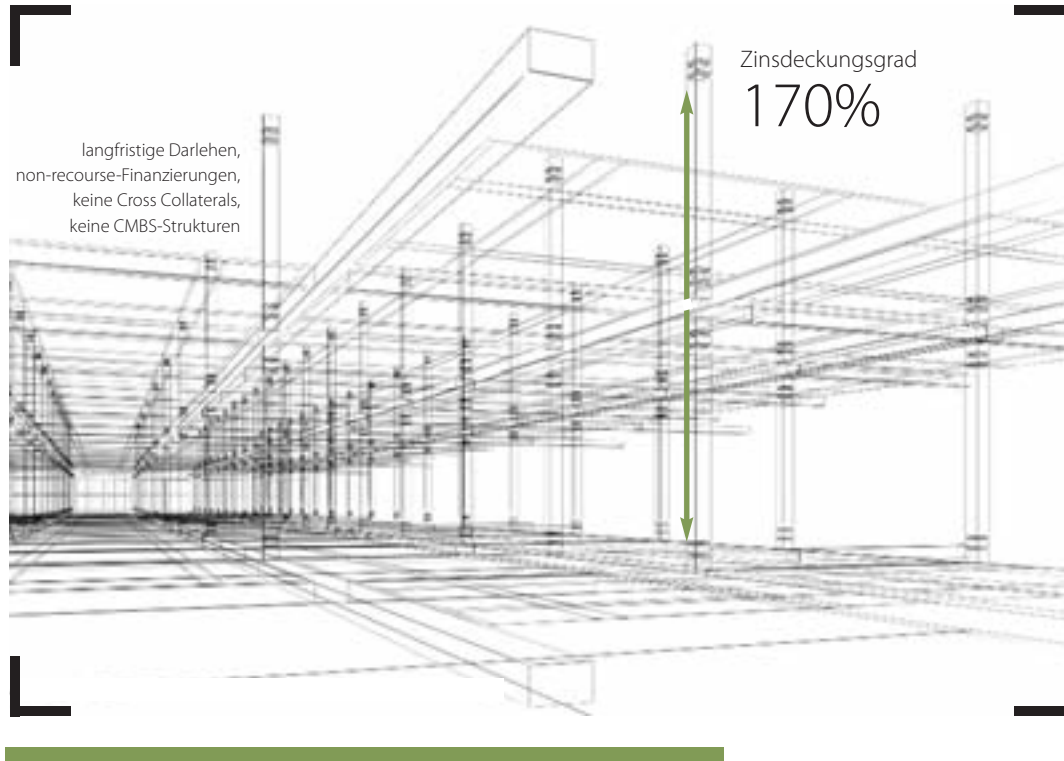 Zinsdeckungsgrad
170%
langfristige Darlehen,
non-recourse-Finanzierungen,
keine Cross Collaterals,
keine CMBS-Strukturen